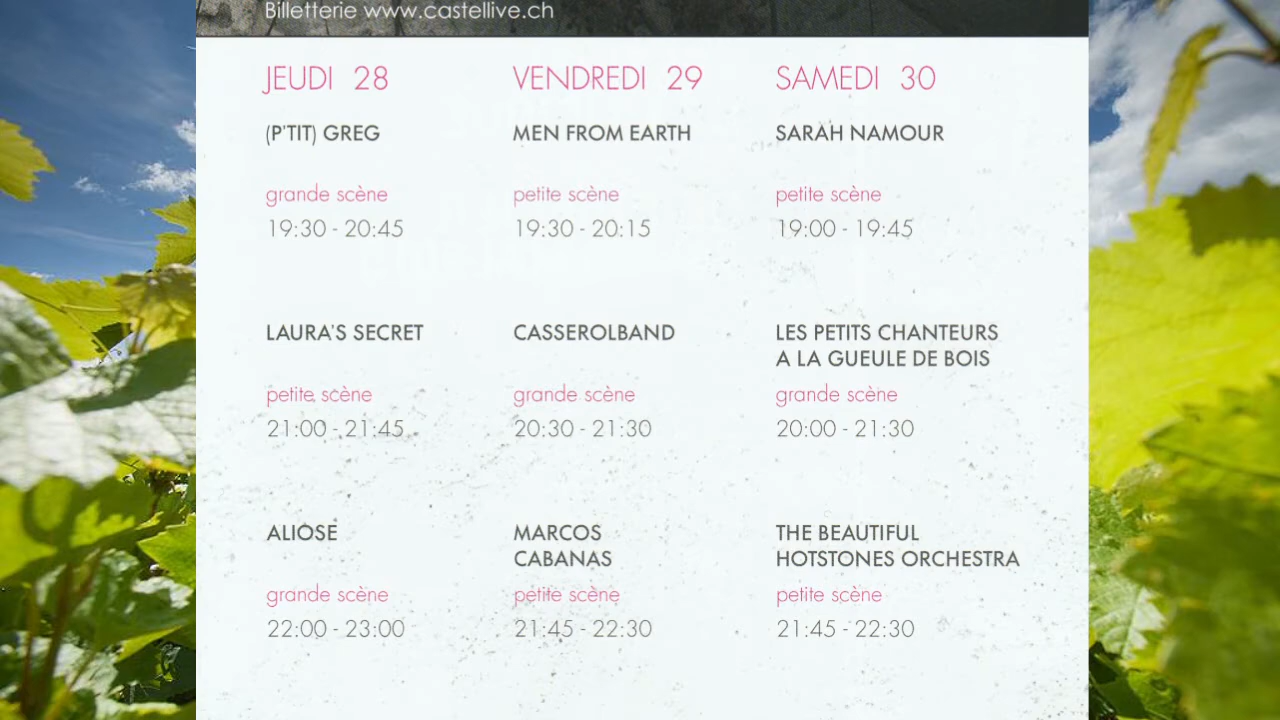 Billetterie www.castellive.ch
JEUDI 28
(P'TIT) GREG
grande scène
19:30 - 20:45
LAURA'S SECRET
petite scène
21:00 - 21:45
ALIOSE
grande scène
22:00 - 23:00
VENDREDI 29
MEN FROM EARTH
petite scène
19:30 - 20:15
CASSEROLBAND
grande scène
20:30 - 21:30
MARCOS
CABANAS
petite scène
21:45 - 22:30
SAMEDI 30
SARAH NAMOUR
petite scène
19:00 - 19:45
LES PETITS CHANTEURS
A LA GUEULE DE BOIS
grande scène
20:00 - 21:30
THE BEAUTIFUL
HOTSTONES ORCHESTRA
petite scène
21:45 - 22:30